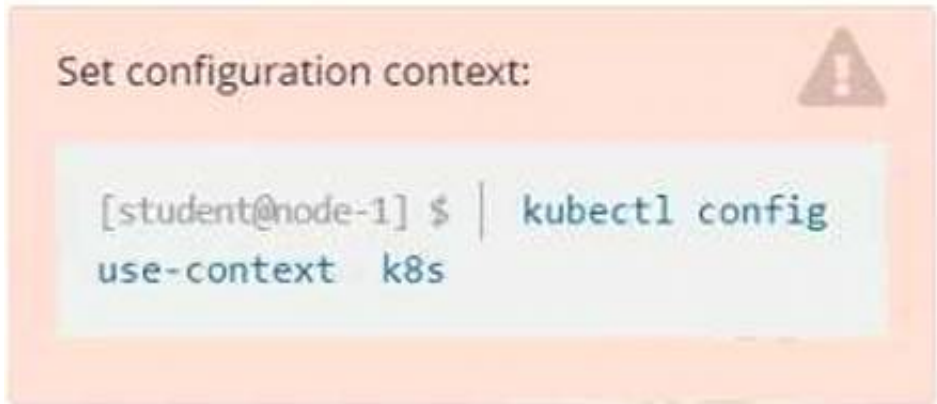 Set configuration context:
[student@node-1] $ | kubectl config
use-context k8s